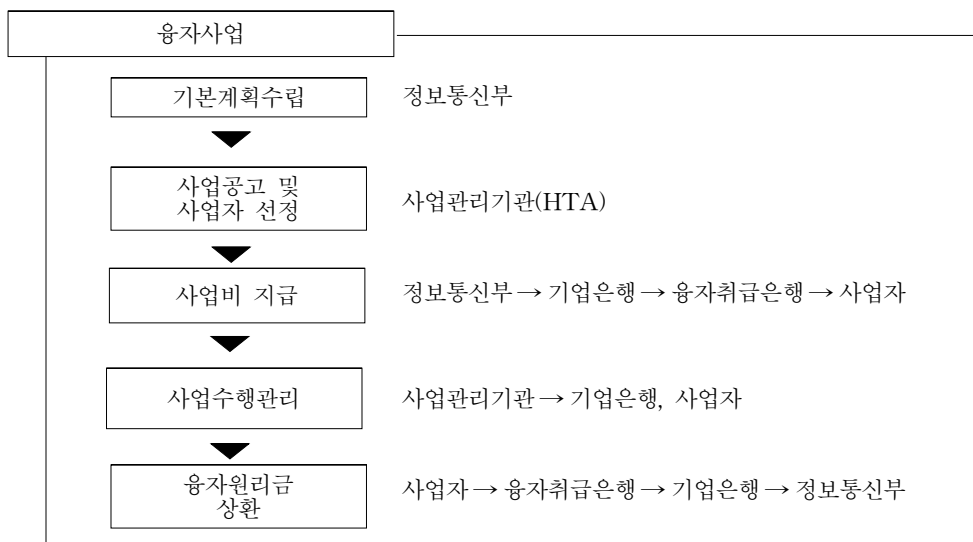 융자사업
기본계획수립 정보통신부
사업공고 및
사업자 선정
사업관리기관(HTA)
사업비 지급 정보통신부→기업은행→융자취급은행→사업자
사업수행관리 사업관리기관→기업은행, 사업자
융자원리금
상환
사업자→융자취급은행→기업은행→정보통신부